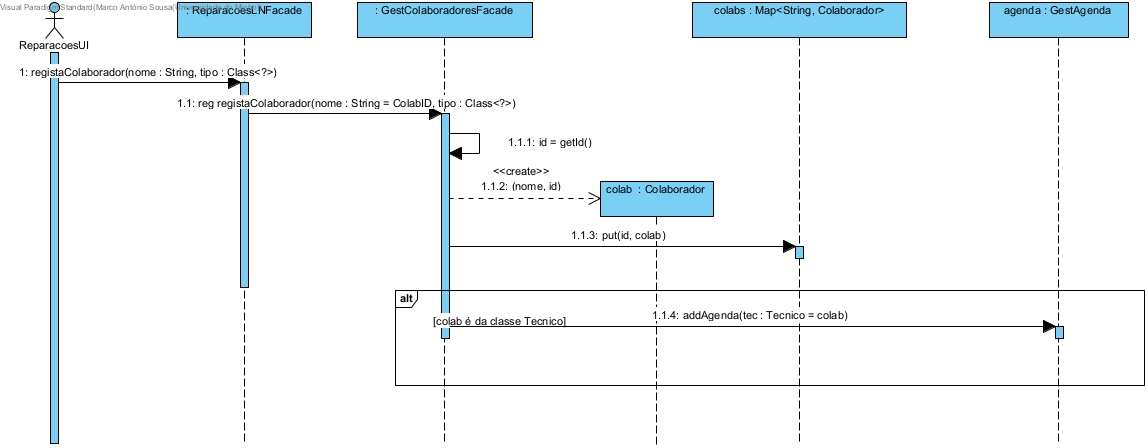 Visual Paradigm Standard(Marco António Sousa(Universidade do Minho))
: ReparacoesLNFacade
: GestColaboradoresFacade
colabs : Map<String, Colaborador>
agenda : GestAgenda
ReparacoesUI
1: registaColaborador(nome : String, tipo : Class<?>)
1.1: reg registaColaborador(nome : String = ColabID, tipo : Class<?>)
1.1.1: id = getId()
<<create>>
1.1.2: (nome, id)
colab : Colaborador
1.1.3: put(id, colab)
alt
1.1.4: addAgenda(tec : Tecnico = colab)
[colab é da classe Tecnico]